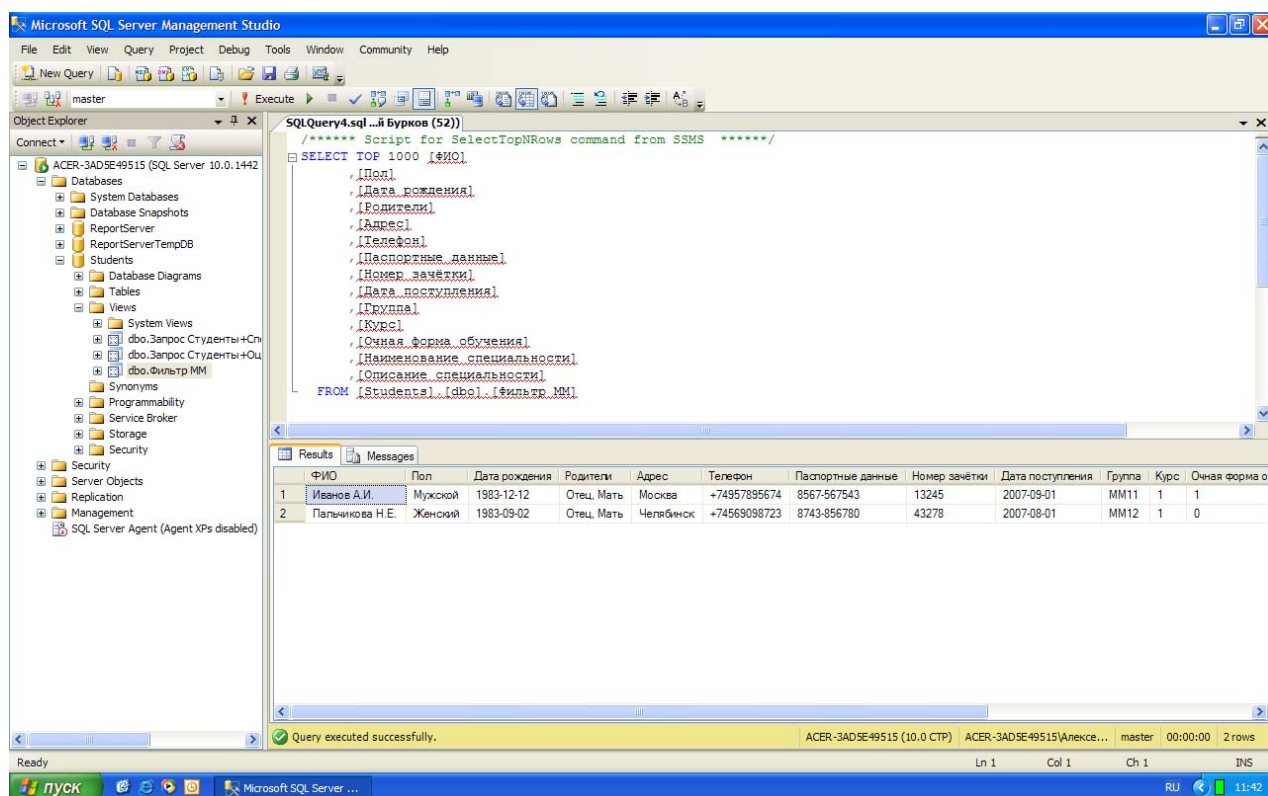 Microsoft SQL Server Management Studio
File Edit View Query Project Debug Tools Window Community Help
New Query
master Execute
Object Explorer
SQLQuery4.sql ...й Бурков (52))
Connect
/****** Script for SelectTopNRows command from SSMS ******/
SELECT TOP 1000 [ФИО]
,[Пол]
,[Дата рождения]
,[Родители]
,[Адрес]
,[Телефон]
,[Паспортные данные]
,[Номер зачётки]
,[Дата поступления]
,[Группа]
,[Курс]
,[Очная форма обучения]
,[Наименование специальности]
,[Описание специальности]
FROM [Students].[dbo].[Фильтр ММ]
ACER-3AD5E49515 (SQL Server 10.0.1442
Databases
System Databases
Database Snapshots
ReportServer
ReportServerTempDB
Students
Database Diagrams
Tables
Views
System Views
dbo.Запрос Студенты+Сп
dbo.Запрос Студенты+Оц
dbo.Фильтр ММ
Synonyms
Programmability
Service Broker
Storage
Security
Security
Server Objects
Replication
Management
SQL Server Agent (Agent XPs disabled)
Results Messages
ФИО Пол Дата рождения Родители Адрес Телефон Паспортные данные Номер зачётки Дата поступления Группа Курс Очная форма о
1 Иванов А.И. Мужской 1983-12-12 Отец, Мать Москва +74957895674 8567-567543 13245 2007-09-01 ММ11 1 1
2 Пальчикова Н.Е. Женский 1983-09-02 Отец, Мать Челябинск +74569098723 8743-856780 43278 2007-08-01 ММ12 1 0
Query executed successfully. ACER-3AD5E49515 (10.0 CTP) ACER-3AD5E49515\Алексе... master 00:00:00 2 rows
Ready Ln 1 Col 1 Ch 1 INS
пуск Microsoft SQL Server ... RU 11:42